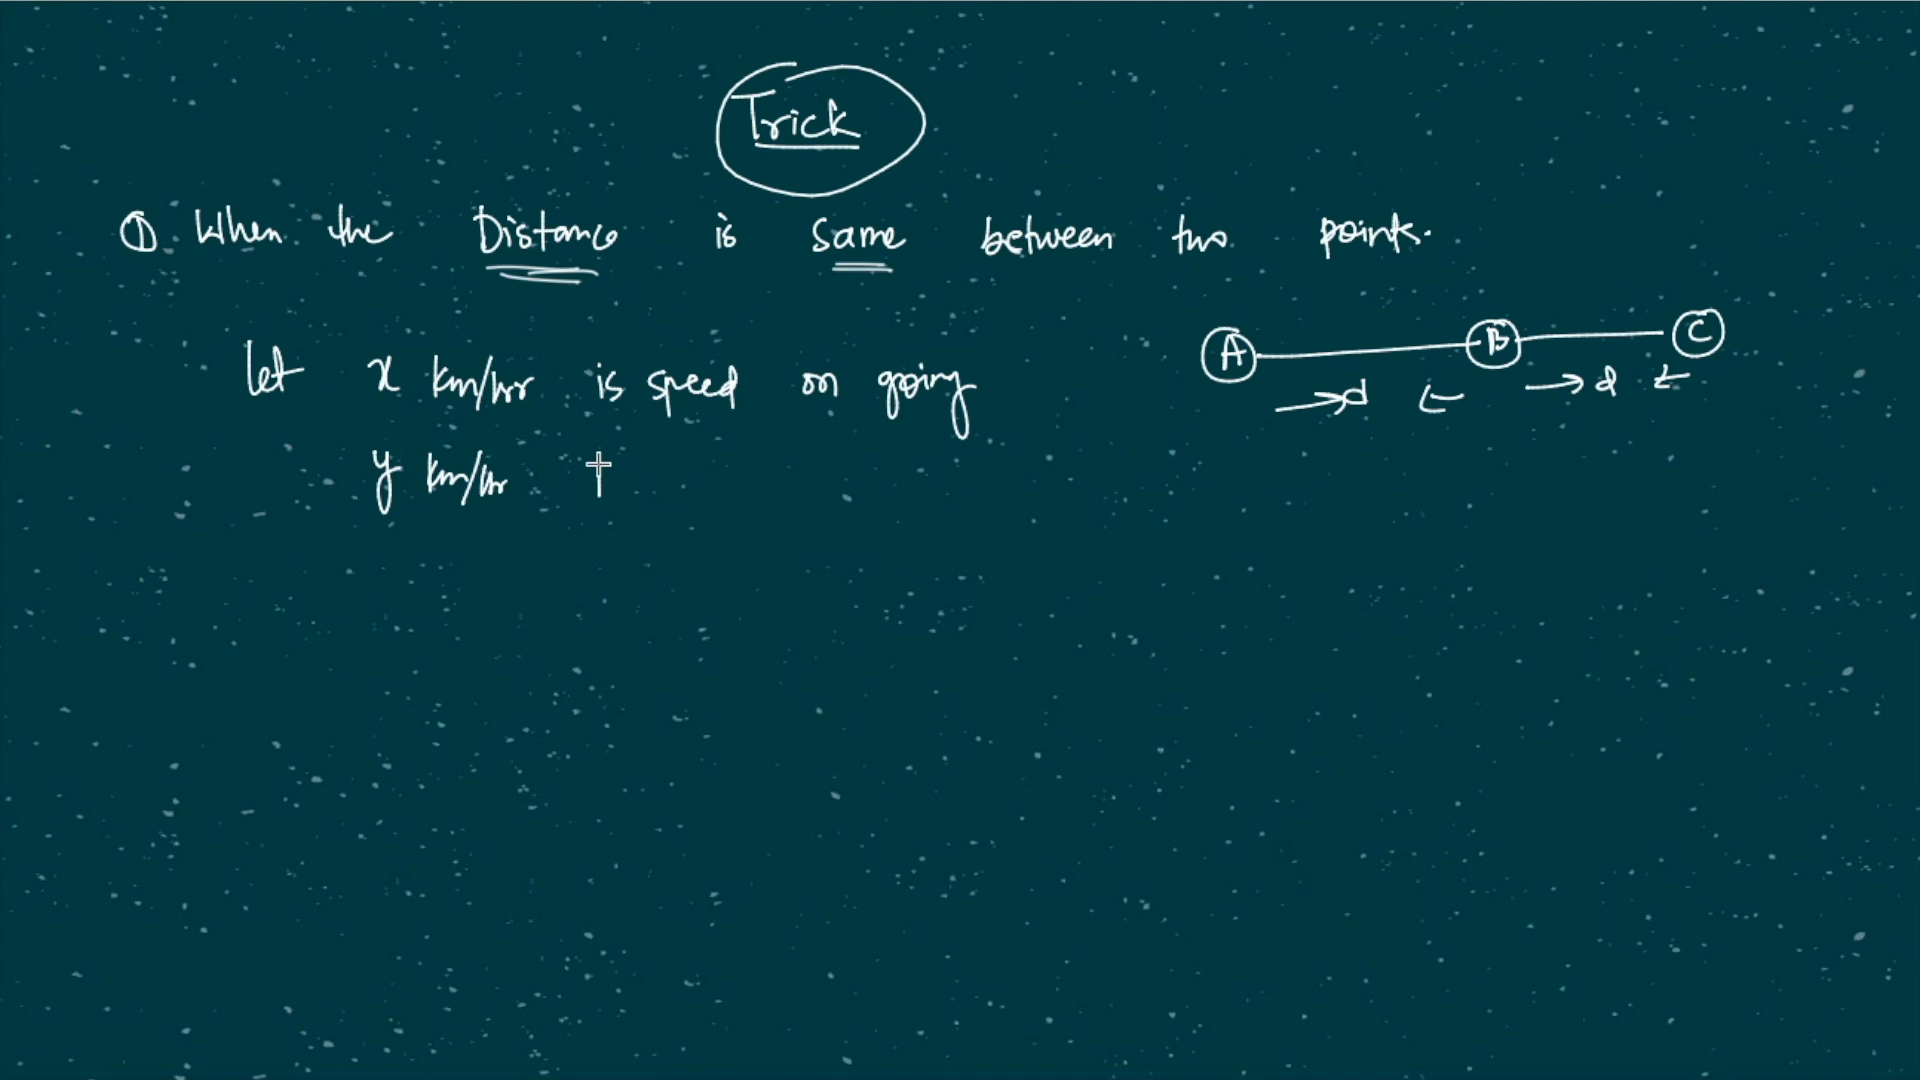 Trick
① When the Distance is same between two points.
A B C
let x km/hr is speed on going
d d
y km/hr